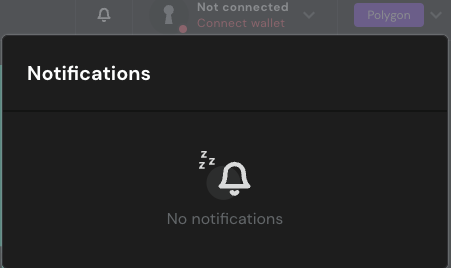 Not connected
Connect wallet
Polygon
Notifications
z
z z
z
No notifications